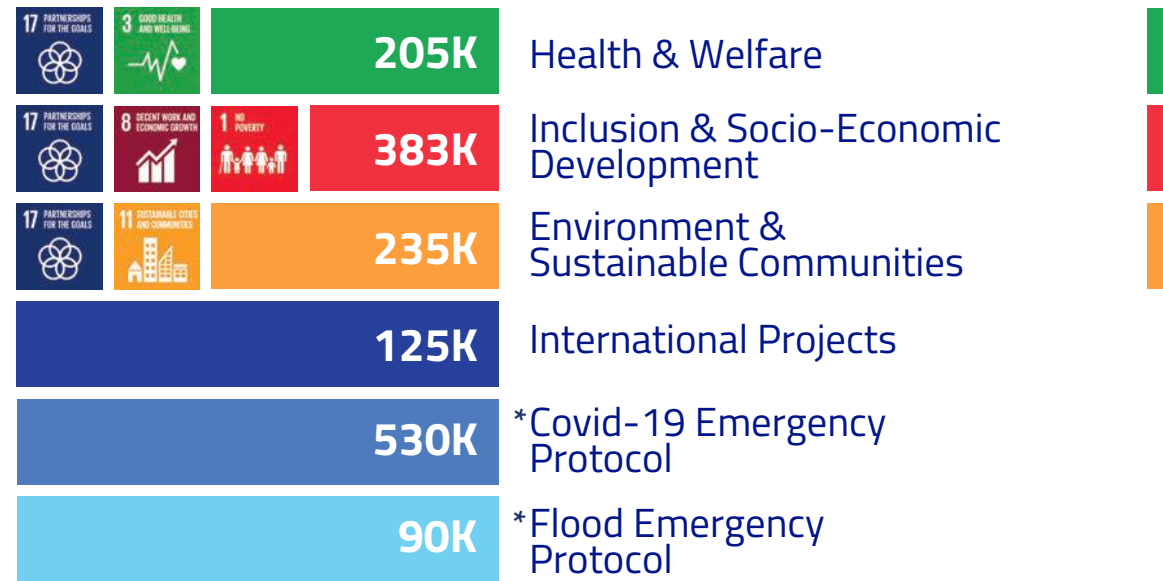 17 PARTNERSHIPS
FOR THE GOALS
3 GOOD HEALTH
AND WELL-BEING
205K
Health & Welfare
17 PARTNERSHIPS
FOR THE GOALS
8 DECENT WORK AND
ECONOMIC GROWTH
1 NO
POVERTY
383K
Inclusion & Socio-Economic
Development
17 PARTNERSHIPS
FOR THE GOALS
11 SUSTAINABLE CITIES
AND COMMUNITIES
235K
Environment &
Sustainable Communities
125K
International Projects
530K
*Covid-19 Emergency
Protocol
90K
*Flood Emergency
Protocol